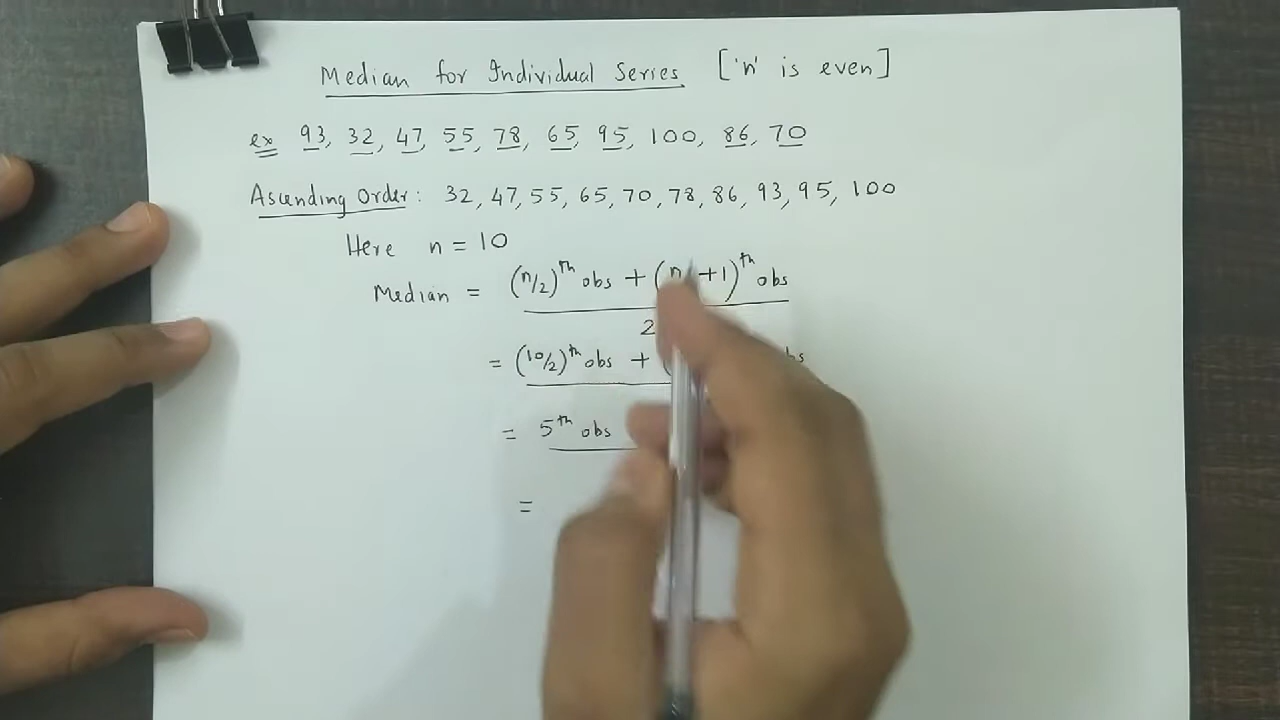 Median for Individual Series ['n' is even]
ex 93, 32, 47, 55, 78, 65, 95, 100, 86, 70
Ascending Order: 32, 47, 55, 65, 70, 78, 86, 93, 95, 100
Here n = 10
Median = (n/2)th obs + (n +1)th obs
2
= (10/2)th obs + ( bs
= 5th obs
=